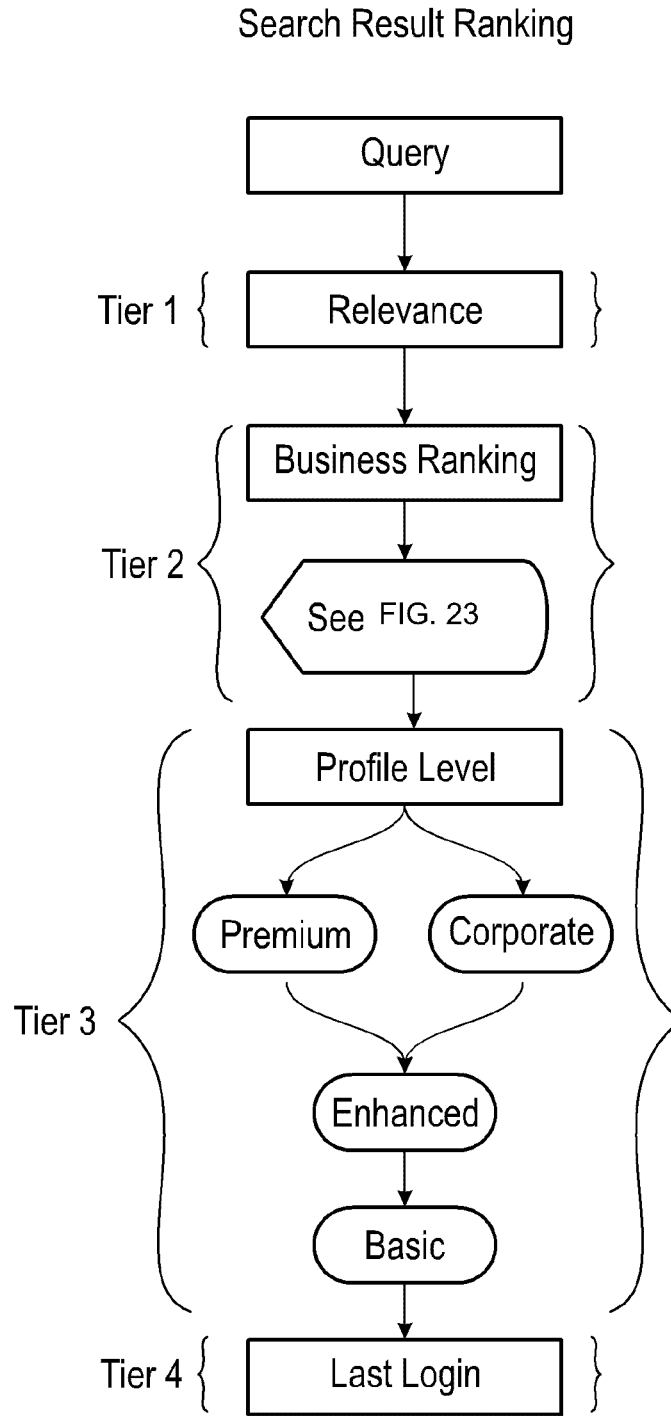 Search Result Ranking
Query
Tier 1
Relevance
Business Ranking
Tier 2
See FIG. 23
Profile Level
Premium
Corporate
Tier 3
Enhanced
Basic
Tier 4
Last Login